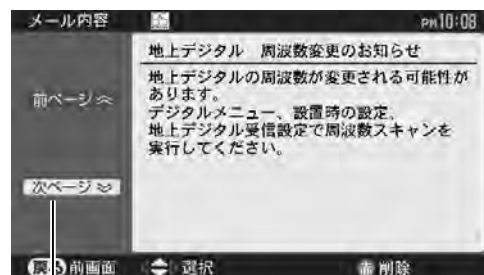 メール内容
PM10:08
地上デジタル 周波数変更のお知らせ
前ページ
地上デジタルの周波数が変更される可能性が
あります。
デジタルメニュー、設置時の設定、
地上デジタル受信設定で周波数スキャンを
実行してください。
次ページ
戻る 前画面 選択 赤 削除